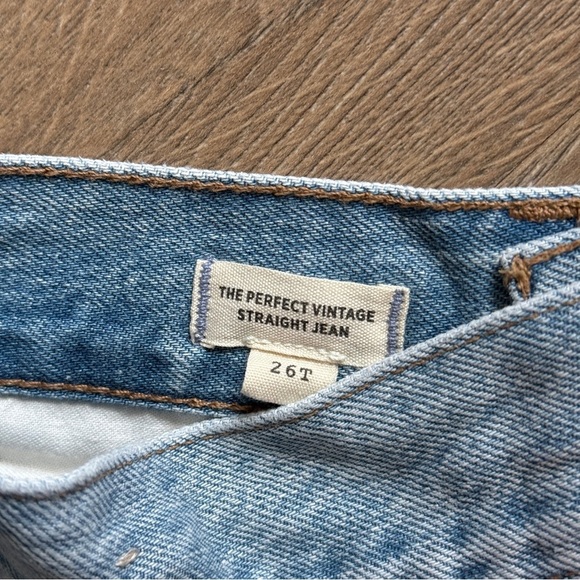 THE PERFECT VINTAGE
STRAIGHT JEAN
26T